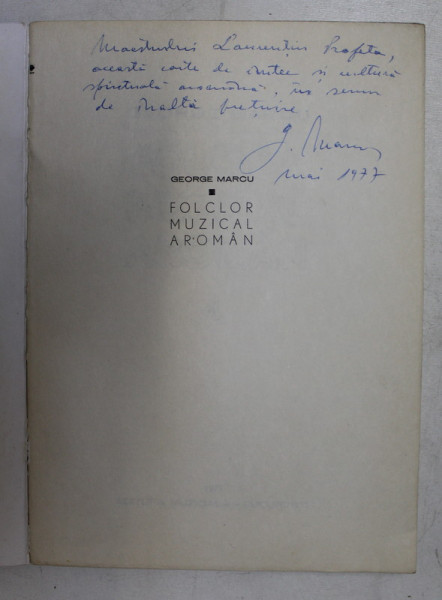 Maestrului Laurențiu Profeta,
această carte de suflet și cultură
spirituală aromână, în semn
de înaltă prețuire.
G. Marcu
mai 1977
GEORGE MARCU
FOLCLOR
MUZICAL
AROMÂN